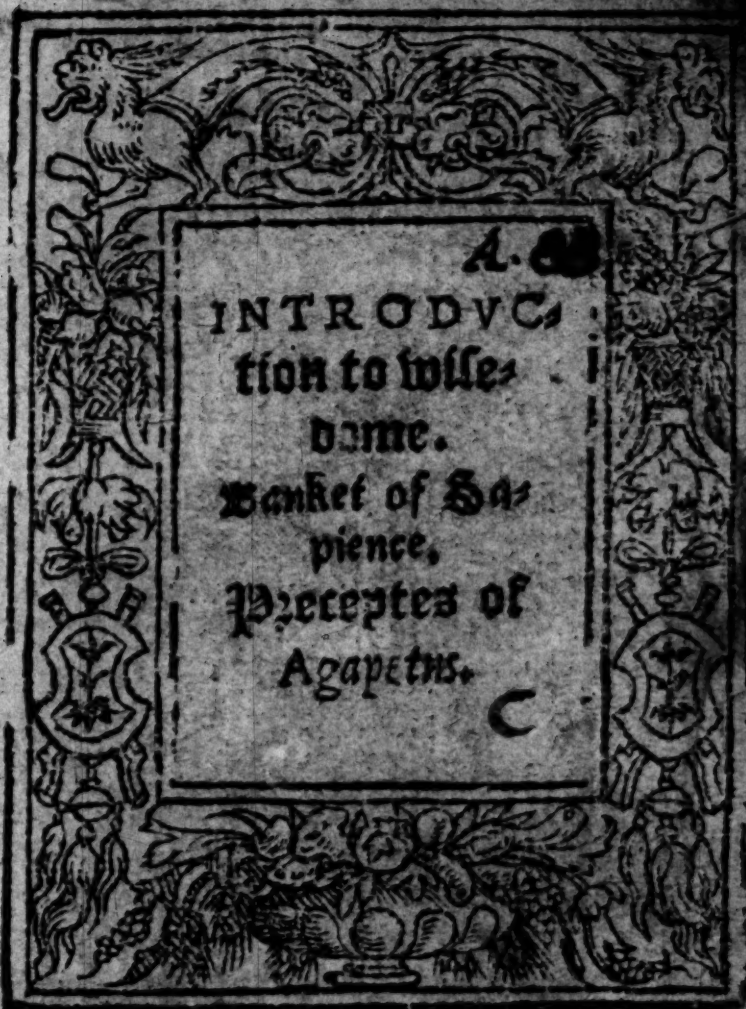 A.
INTRODVC⸗
tion to wiſe⸗
dome.
Banket of Sa⸗
pience.
Preceptes of
Agapetus.
C